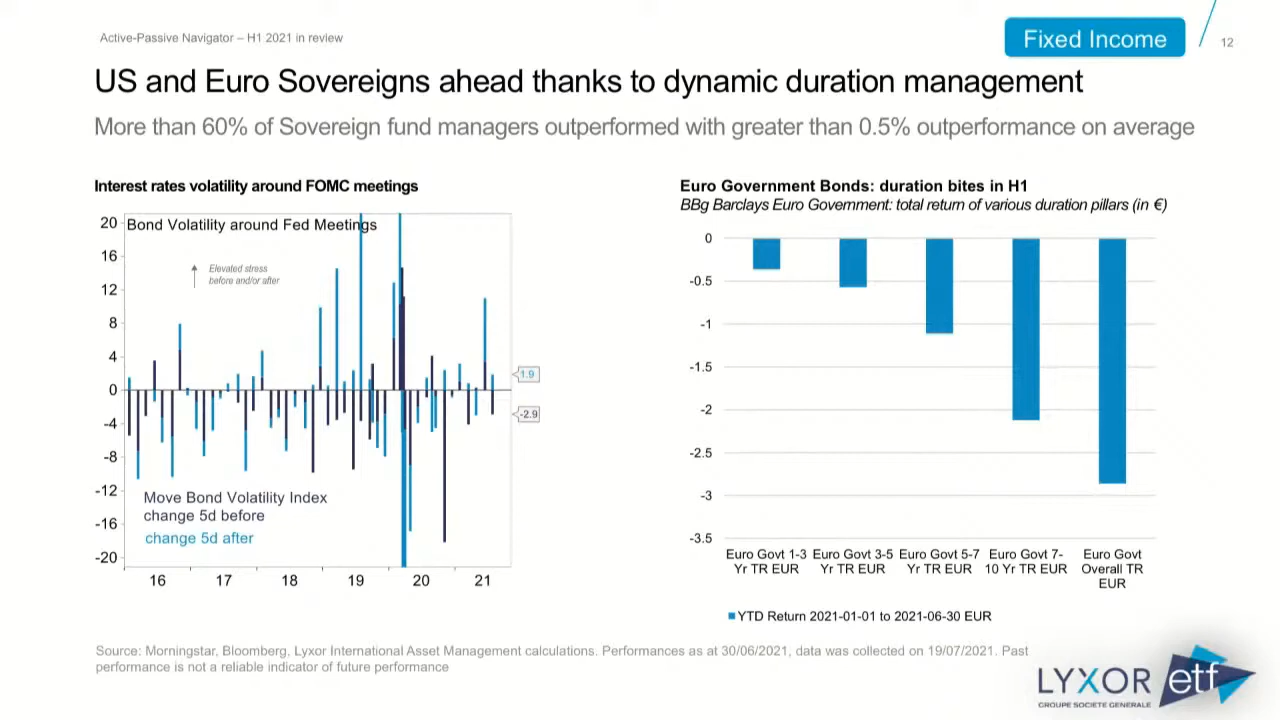 Active-Passive Navigator – H1 2021 in review
Fixed Income
12
US and Euro Sovereigns ahead thanks to dynamic duration management
More than 60% of Sovereign fund managers outperformed with greater than 0.5% outperformance on average
Interest rates volatility around FOMC meetings
Bond Volatility around Fed Meetings
Elevated stress
before and/or after
20
16
12
8
4
0
-4
-8
-12
-16
-20
1.9
-2.9
Move Bond Volatility Index
change 5d before
change 5d after
16 17 18 19 20 21
Euro Government Bonds: duration bites in H1
BBg Barclays Euro Government: total return of various duration pillars (in €)
0
-0.5
-1
-1.5
-2
-2.5
-3
-3.5
Euro Govt 1-3 Euro Govt 3-5 Euro Govt 5-7 Euro Govt 7- Euro Govt
Yr TR EUR Yr TR EUR Yr TR EUR 10 Yr TR EUR Overall TR
EUR
YTD Return 2021-01-01 to 2021-06-30 EUR
Source: Morningstar, Bloomberg, Lyxor International Asset Management calculations. Performances as at 30/06/2021, data was collected on 19/07/2021. Past
performance is not a reliable indicator of future performance
LYXOR etf
GROUPE SOCIETE GENERALE